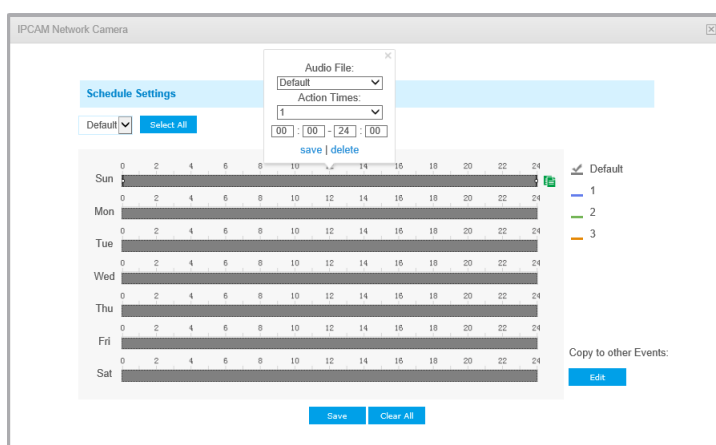 IPCAM Network Camera
Audio File:
Default
Action Times:
1
00 : 00 - 24 : 00
save | delete
Schedule Settings
Default Select All
0 2 4 6 8 10 12 14 16 18 20 22 24
Sun
0 2 4 6 8 10 12 14 16 18 20 22 24
Mon
0 2 4 6 8 10 12 14 16 18 20 22 24
Tue
0 2 4 6 8 10 12 14 16 18 20 22 24
Wed
0 2 4 6 8 10 12 14 16 18 20 22 24
Thu
0 2 4 6 8 10 12 14 16 18 20 22 24
Fri
0 2 4 6 8 10 12 14 16 18 20 22 24
Sat
Default
1
2
3
Copy to other Events:
Edit
Save Clear All